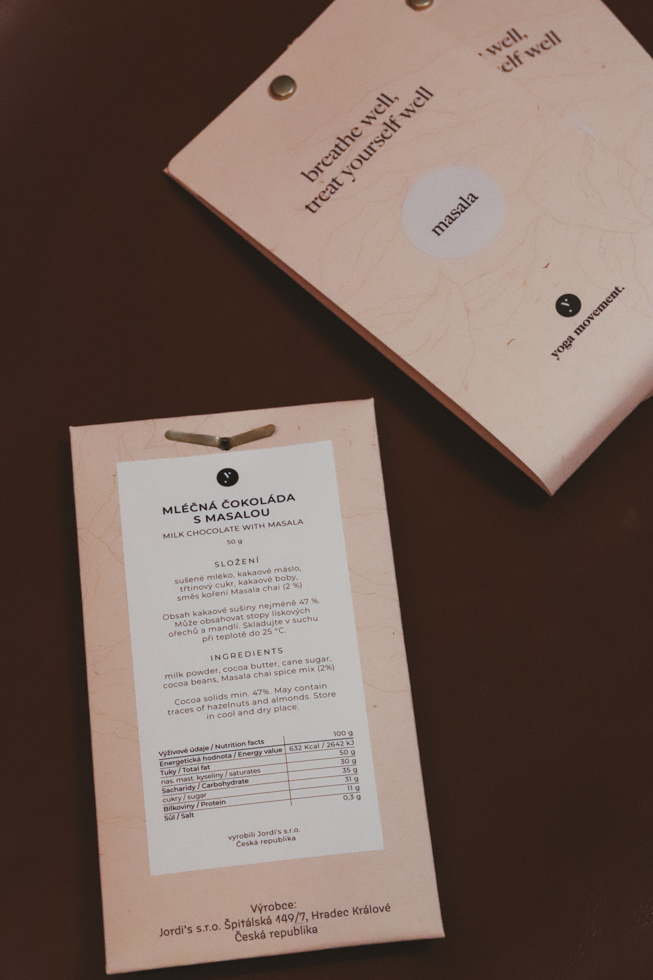 well,
elf well
breathe well,
treat yourself well
masala
y.
yoga movement.
y.
MLÉČNÁ ČOKOLÁDA
S MASALOU
MILK CHOCOLATE WITH MASALA
50 g
SLOŽENÍ
sušené mléko, kakaové máslo,
třtinový cukr, kakaové boby,
směs koření Masala chai (2 %)
Obsah kakaové sušiny nejméně 47 %.
Může obsahovat stopy lískových
ořechů a mandlí. Skladujte v suchu
při teplotě do 25 °C.
INGREDIENTS
milk powder, cocoa butter, cane sugar,
cocoa beans, Masala chai spice mix (2%)
Cocoa solids min. 47%. May contain
traces of hazelnuts and almonds. Store
in cool and dry place.
Výživové údaje / Nutrition facts 100 g
Energetická hodnota / Energy value 632 Kcal / 2642 kJ
Tuky / Total fat 50 g
nas. mast. kyseliny / saturates 30 g
Sacharidy / Carbohydrate 35 g
cukry / sugar 31 g
Bílkoviny / Protein 11 g
Sůl / Salt 0,3 g
vyrobili Jordi's s.r.o.
Česká republika
Výrobce:
Jordi's s.r.o. Špitálská 149/7, Hradec Králové
Česká republika